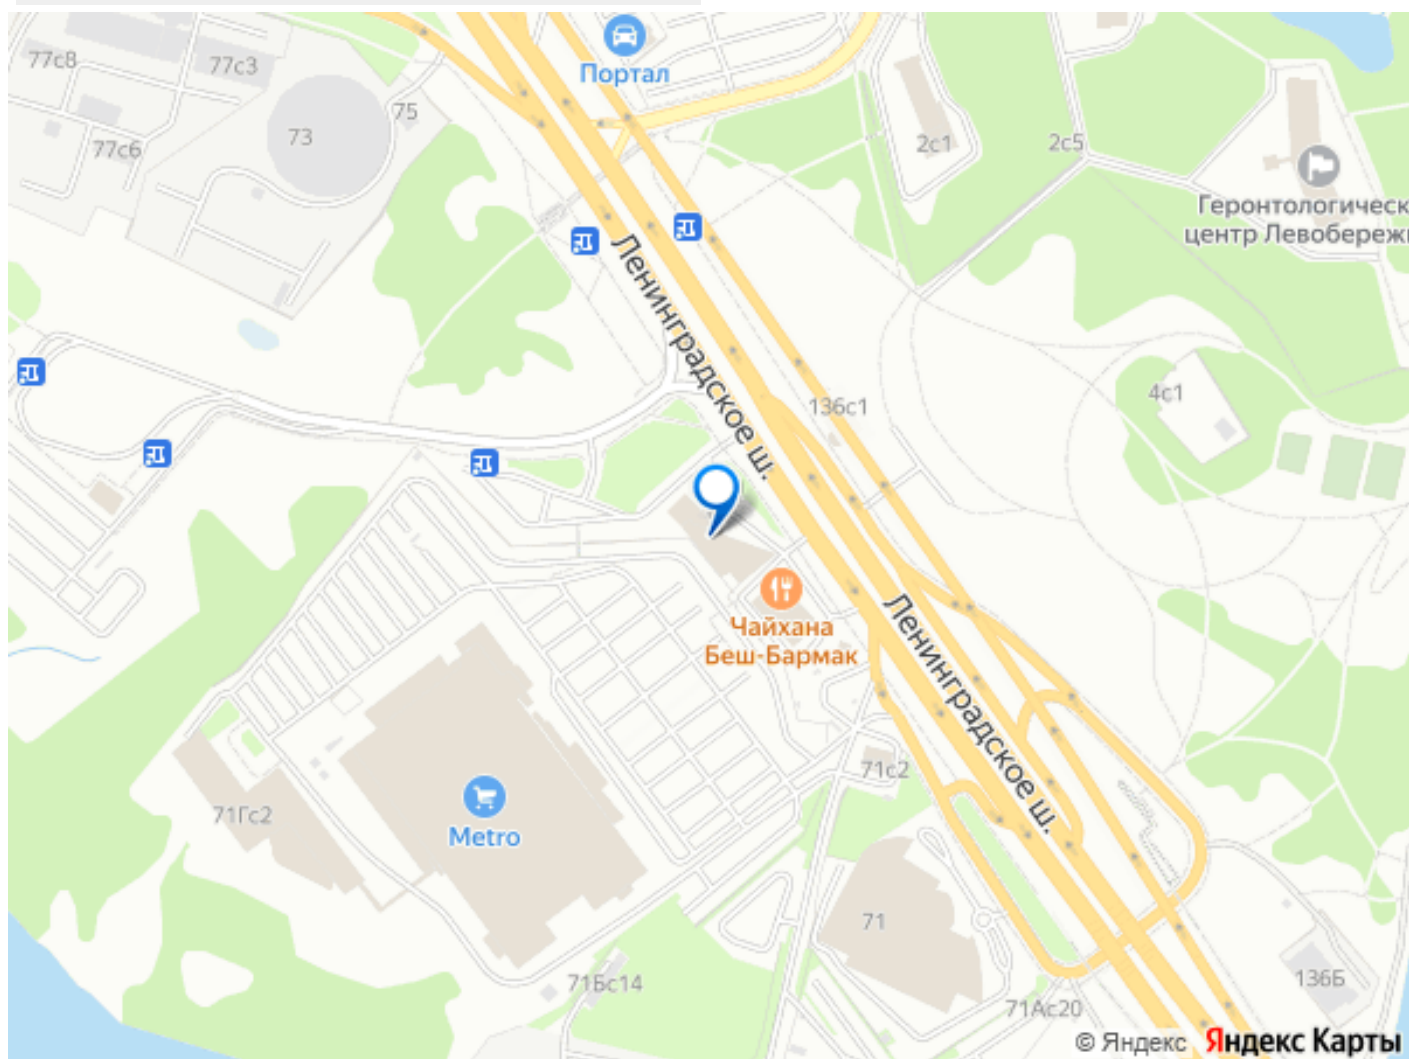 77с8
77с3
Портал
75
73
77с6
2с1
2с5
Геронтологическ
центр Левобережн
Ленинградское ш.
136с1
4с1
Чайхана
Беш-Бармак
Ленинградское ш.
71с2
71Гс2
Metro
71
71Бс14
136Б
71Ас20
© Яндекс Яндекс Карты